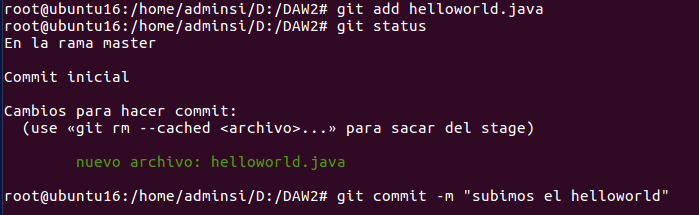 root@ubuntu16:/home/adminsi/D:/DAW2# git add helloworld.java
root@ubuntu16:/home/adminsi/D:/DAW2# git status
En la rama master
Commit inicial
Cambios para hacer commit:
(use «git rm --cached <archivo>...» para sacar del stage)
nuevo archivo: helloworld.java
root@ubuntu16:/home/adminsi/D:/DAW2# git commit -m "subimos el helloworld"